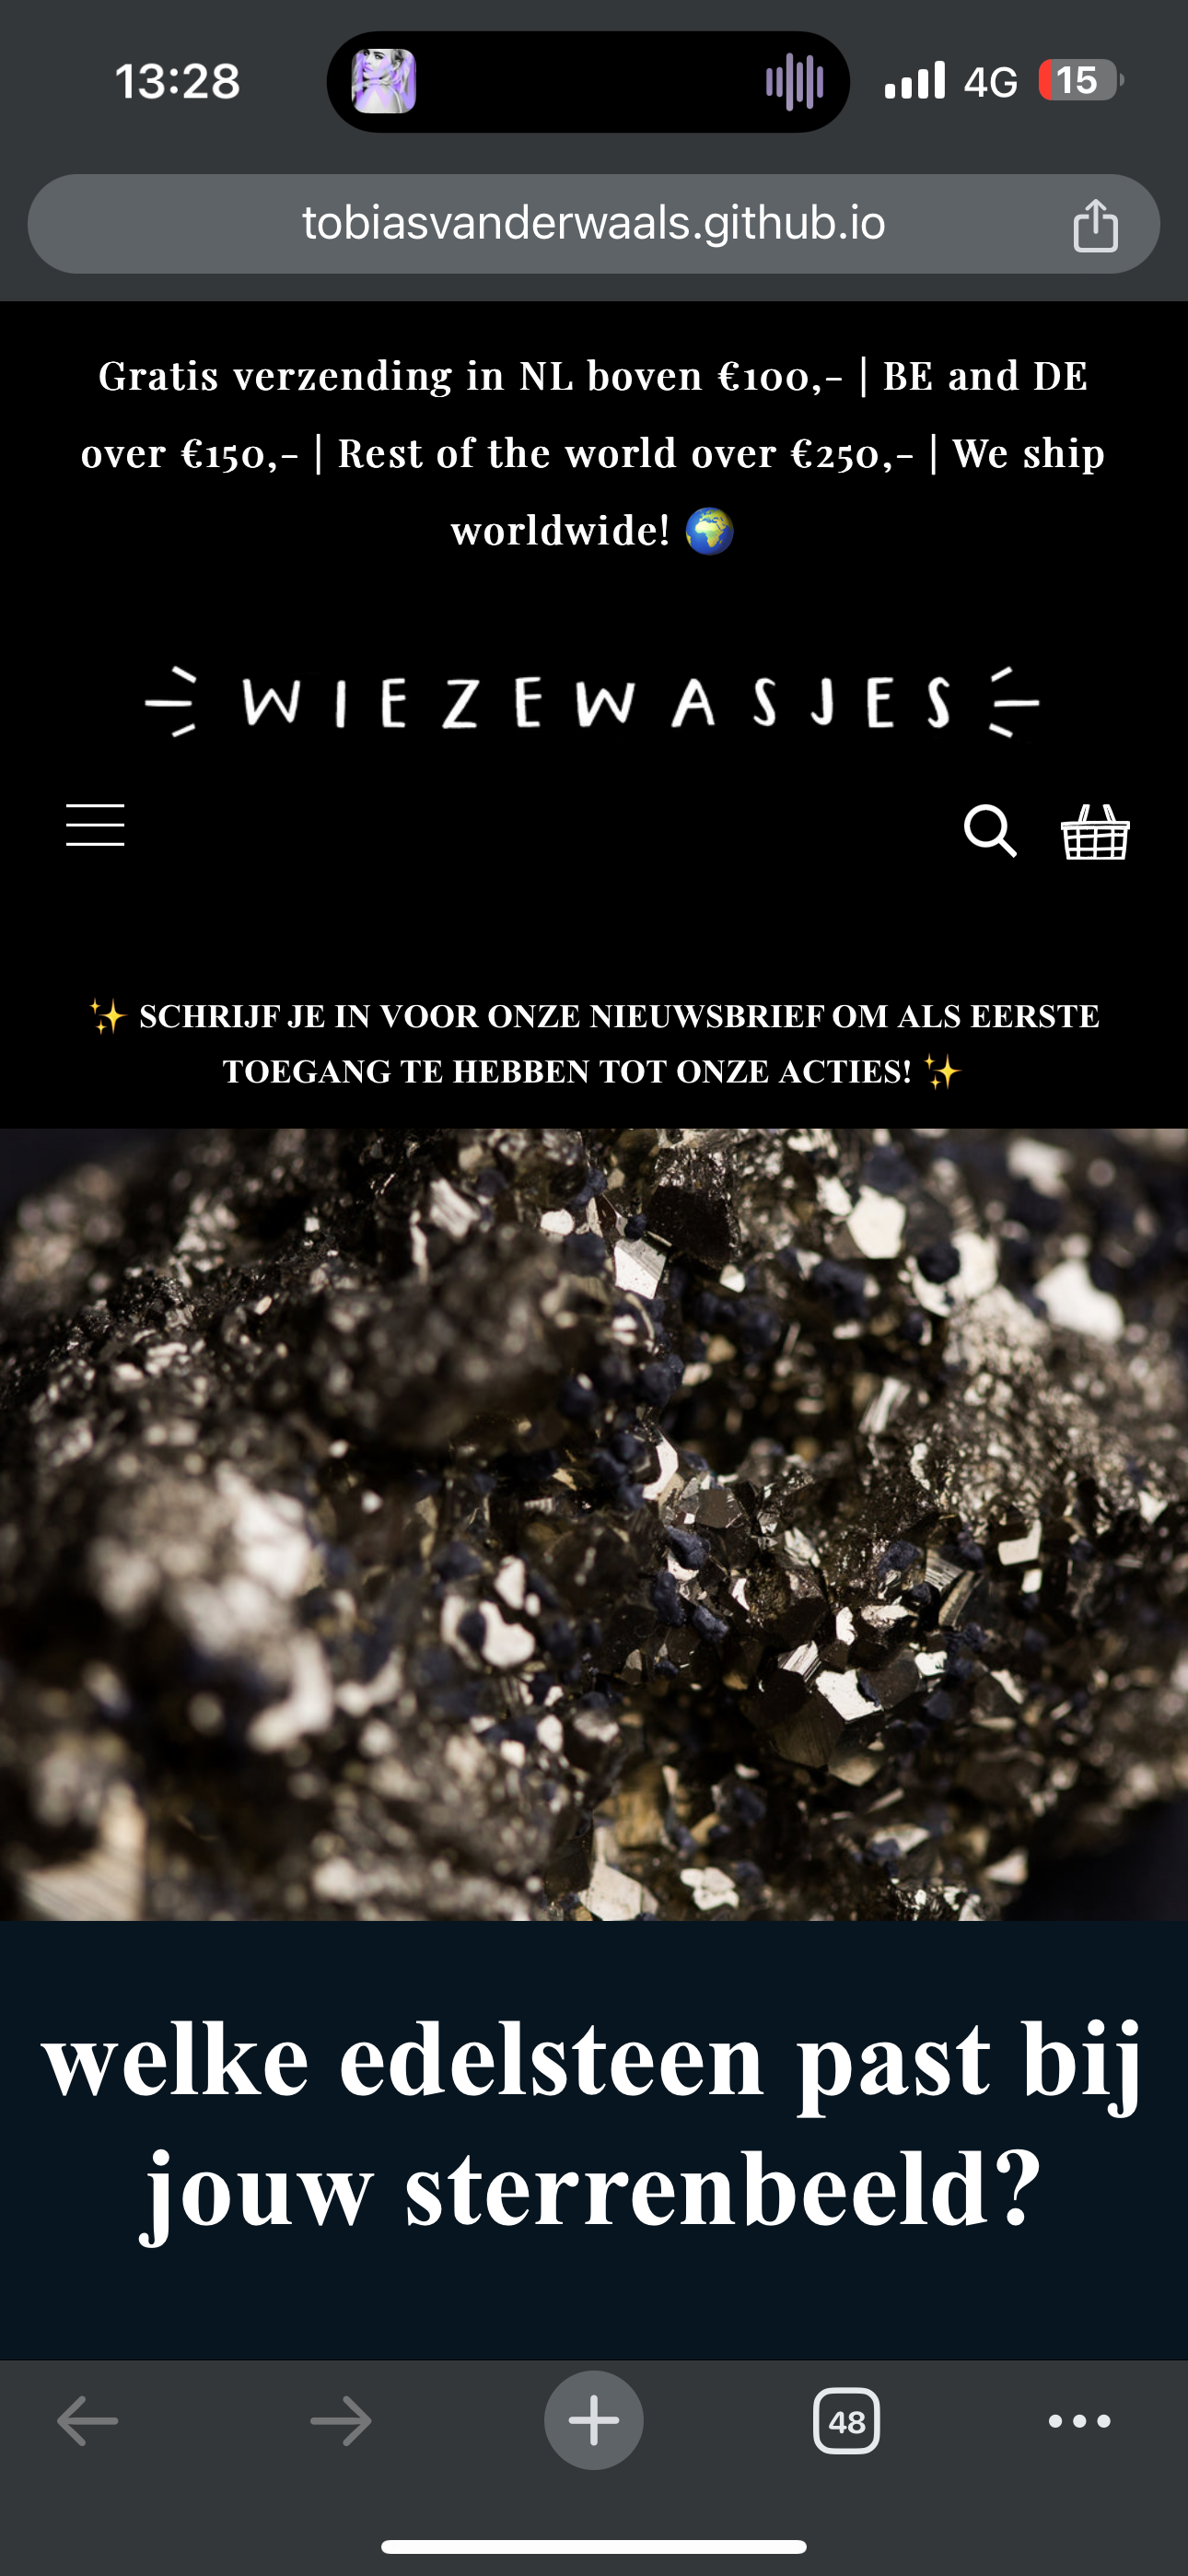 13:28
4G
15
tobiasvanderwaals.github.io
Gratis verzending in NL boven €100,- | BE and DE
over €150,- | Rest of the world over €250,- | We ship
worldwide! 🌍
WIEZEWASJES
✨ SCHRIJF JE IN VOOR ONZE NIEUWSBRIEF OM ALS EERSTE
TOEGANG TE HEBBEN TOT ONZE ACTIES! ✨
welke edelsteen past bij
jouw sterrenbeeld?
48